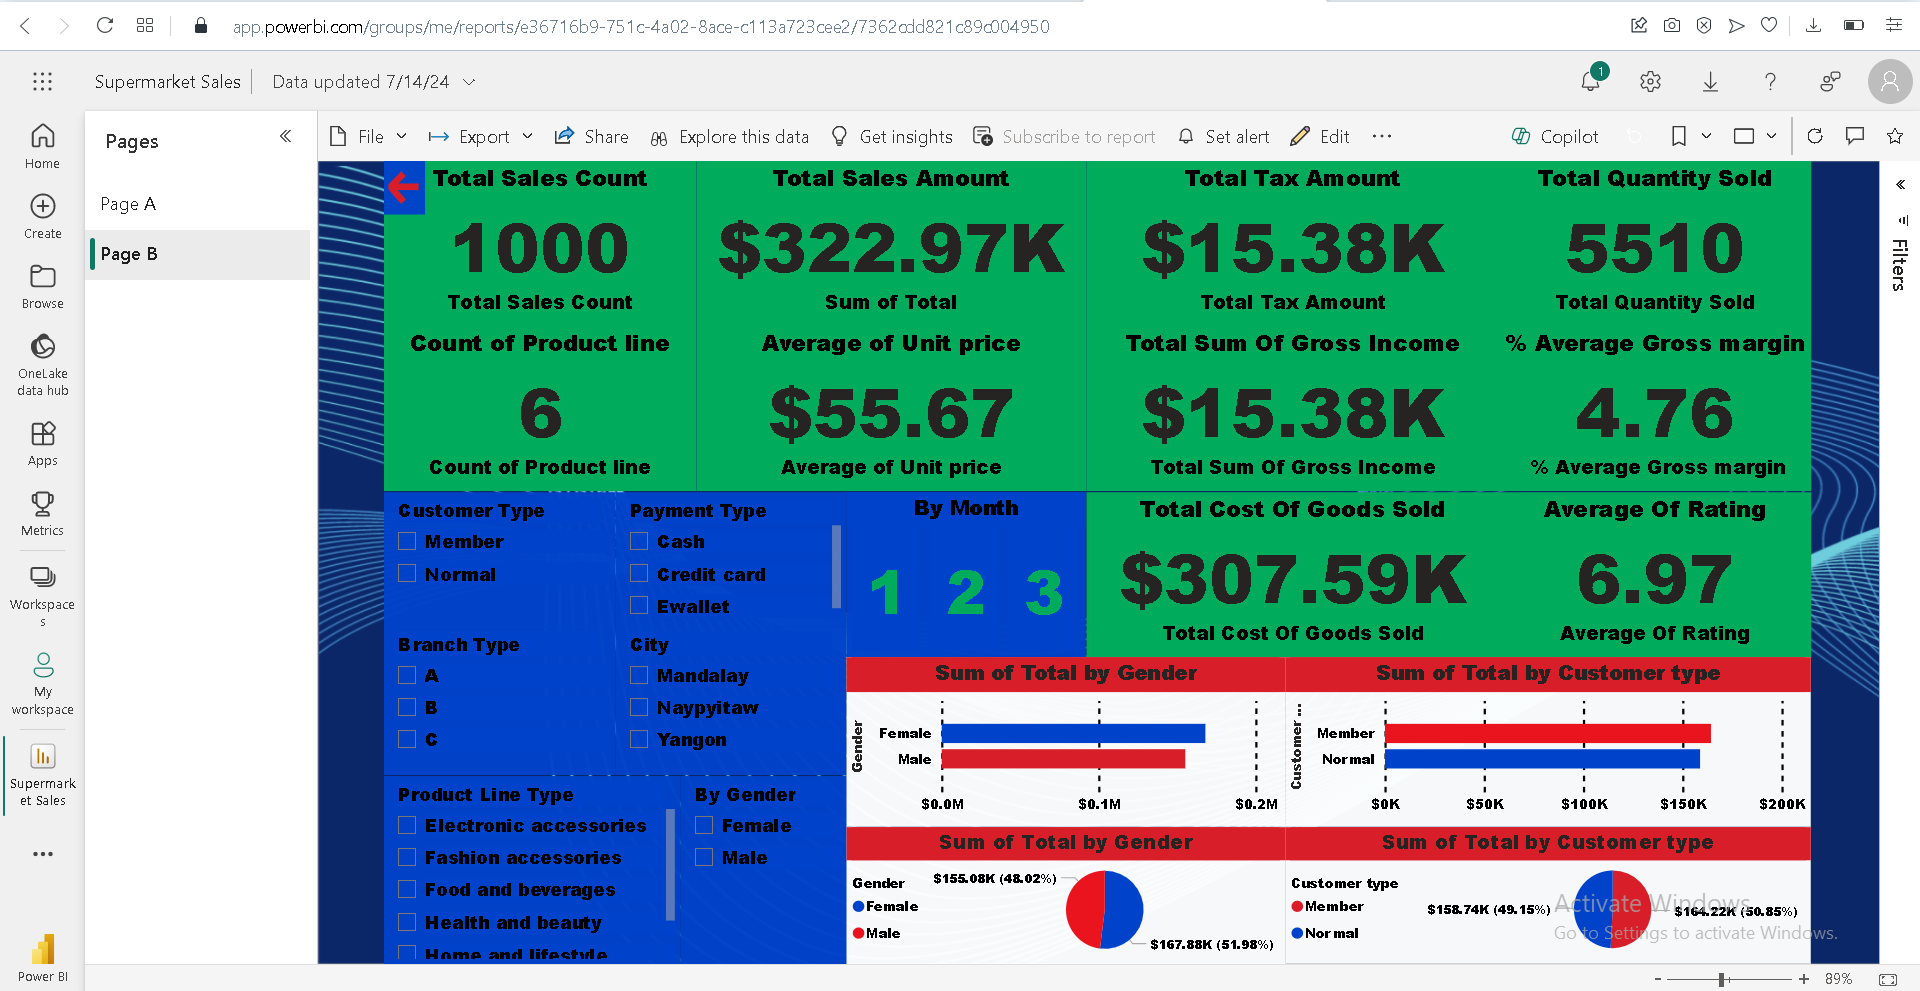 app.powerbi.com/groups/me/reports/e36716b9-751c-4a02-8ace-c113a723cee2/7362cdd821c89c004950
Supermarket Sales
Data updated 7/14/24
1
Home
Create
Browse
OneLake
data hub
Apps
Metrics
Workspace
s
My
workspace
Supermark
et Sales
Power BI
Pages
Page A
Page B
File
Export
Share
Explore this data
Get insights
Subscribe to report
Set alert
Edit
Copilot
Filters
Total Sales Count
1000
Total Sales Count
Total Sales Amount
$322.97K
Sum of Total
Total Tax Amount
$15.38K
Total Tax Amount
Total Quantity Sold
5510
Total Quantity Sold
Count of Product line
6
Count of Product line
Average of Unit price
$55.67
Average of Unit price
Total Sum Of Gross Income
$15.38K
Total Sum Of Gross Income
% Average Gross margin
4.76
% Average Gross margin
Customer Type
Member
Normal
Payment Type
Cash
Credit card
Ewallet
By Month
1 2 3
Total Cost Of Goods Sold
$307.59K
Total Cost Of Goods Sold
Average Of Rating
6.97
Average Of Rating
Branch Type
A
B
C
City
Mandalay
Naypyitaw
Yangon
Product Line Type
Electronic accessories
Fashion accessories
Food and beverages
Health and beauty
Home and lifestyle
By Gender
Female
Male
Sum of Total by Gender
Gender
Female
Male
$0.0M
$0.1M
$0.2M
Sum of Total by Customer type
Customer ...
Member
Normal
$0K
$50K
$100K
$150K
$200K
Sum of Total by Gender
Gender
Female
Male
$155.08K (48.02%)
$167.88K (51.98%)
Sum of Total by Customer type
Customer type
Member
Normal
$158.74K (49.15%)
$164.22K (50.85%)
Activate Windows
Go to Settings to activate Windows.
89%